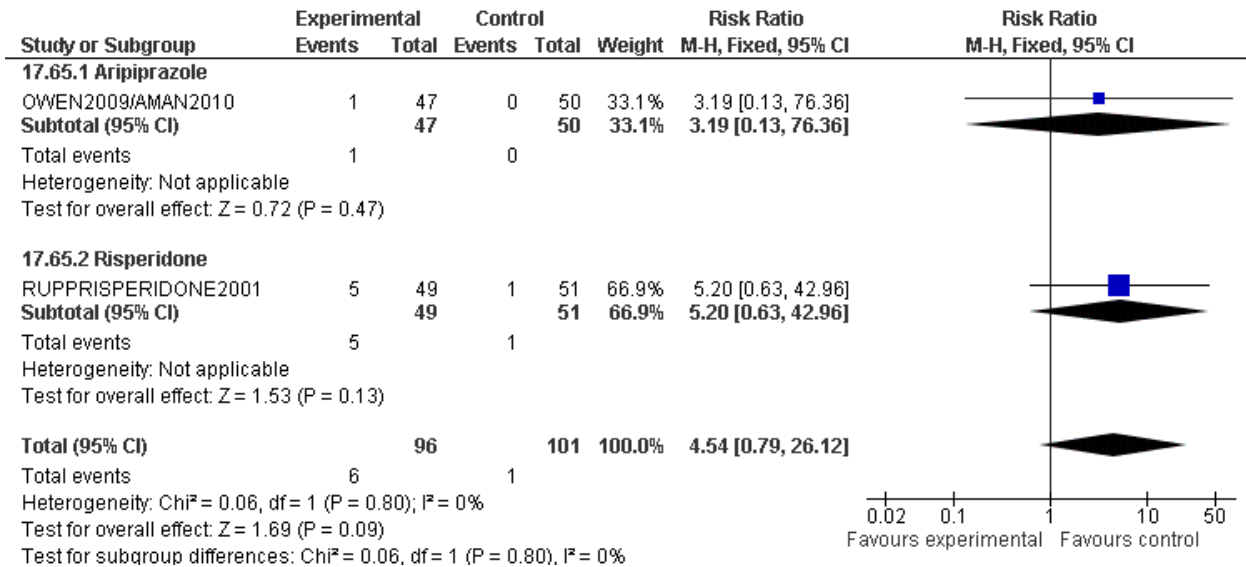 Experimental Control Risk Ratio Risk Ratio
Study or Subgroup Events Total Events Total Weight M-H, Fixed, 95% CI M-H, Fixed, 95% CI
17.65.1 Aripiprazole
OWEN2009/AMAN2010 1 47 0 50 33.1% 3.19 [0.13, 76.36]
Subtotal (95% CI) 47 50 33.1% 3.19 [0.13, 76.36]
Total events 1 0
Heterogeneity: Not applicable
Test for overall effect: Z = 0.72 (P = 0.47)
17.65.2 Risperidone
RUPPRISPERIDONE2001 5 49 1 51 66.9% 5.20 [0.63, 42.96]
Subtotal (95% CI) 49 51 66.9% 5.20 [0.63, 42.96]
Total events 5 1
Heterogeneity: Not applicable
Test for overall effect: Z = 1.53 (P = 0.13)
Total (95% CI) 96 101 100.0% 4.54 [0.79, 26.12]
Total events 6 1
Heterogeneity: Chi² = 0.06, df = 1 (P = 0.80); I² = 0%
Test for overall effect: Z = 1.69 (P = 0.09)
Test for subgroup differences: Chi² = 0.06, df = 1 (P = 0.80), I² = 0%
0.02 0.1 1 10 50
Favours experimental Favours control